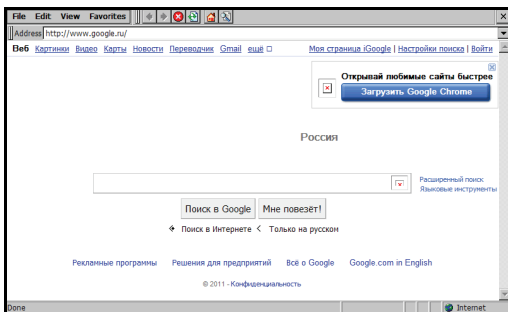 File Edit View Favorites
Address http://www.google.ru/
Веб Картинки Видео Карты Новости Переводчик Gmail ещё Моя страница iGoogle | Настройки поиска | Войти
Открывай любимые сайты быстрее
Загрузить Google Chrome
Россия
Расширенный поиск
Языковые инструменты
Поиск в Google Мне повезёт!
Поиск в Интернете Только на русском
Рекламные программы Решения для предприятий Всё о Google Google.com in English
© 2011 - Конфиденциальность
Done Internet